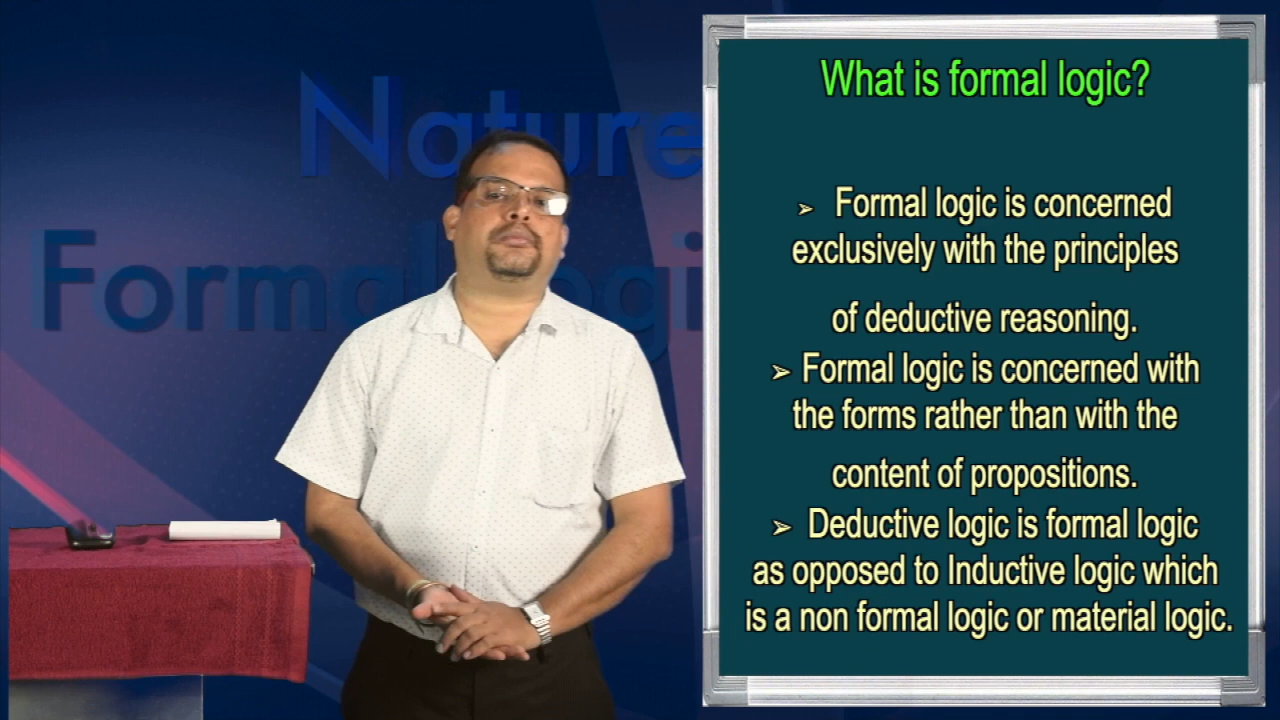 Nature
Formal Logi
What is formal logic?
➢ Formal logic is concerned
exclusively with the principles
of deductive reasoning.
➢ Formal logic is concerned with
the forms rather than with the
content of propositions.
➢ Deductive logic is formal logic
as opposed to Inductive logic which
is a non formal logic or material logic.